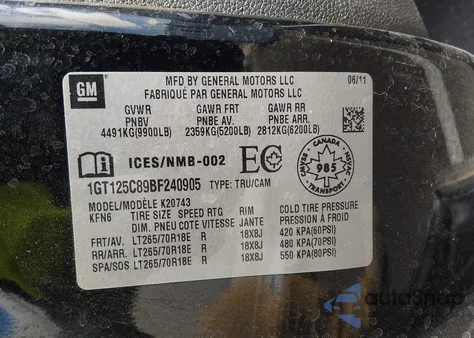 GM
MFD BY GENERAL MOTORS LLC 06/11
FABRIQUÉ PAR GENERAL MOTORS LLC
GVWR GAWR FRT GAWR RR
PNBV PNBE AV. PNBE ARR.
4491KG(9900LB) 2359KG(5200LB) 2812KG(6200LB)
i ICES/NMB-002 EC CMVSS 985 NSVAC
1GT125C89BF240905 TYPE: TRU/CAM
MODEL/MODÈLE K20743
KFN6 TIRE SIZE SPEED RTG RIM COLD TIRE PRESSURE
DIM. PNEU COTE VITESSE JANTE PRESSION À FROID
FRT/AV. LT265/70R18E R 18X8J 420 KPA(60PSI)
RR/ARR. LT265/70R18E R 18X8J 480 KPA(70PSI)
SPA/SOS LT265/70R18E R 18X8J 550 KPA(80PSI)
autoSnap